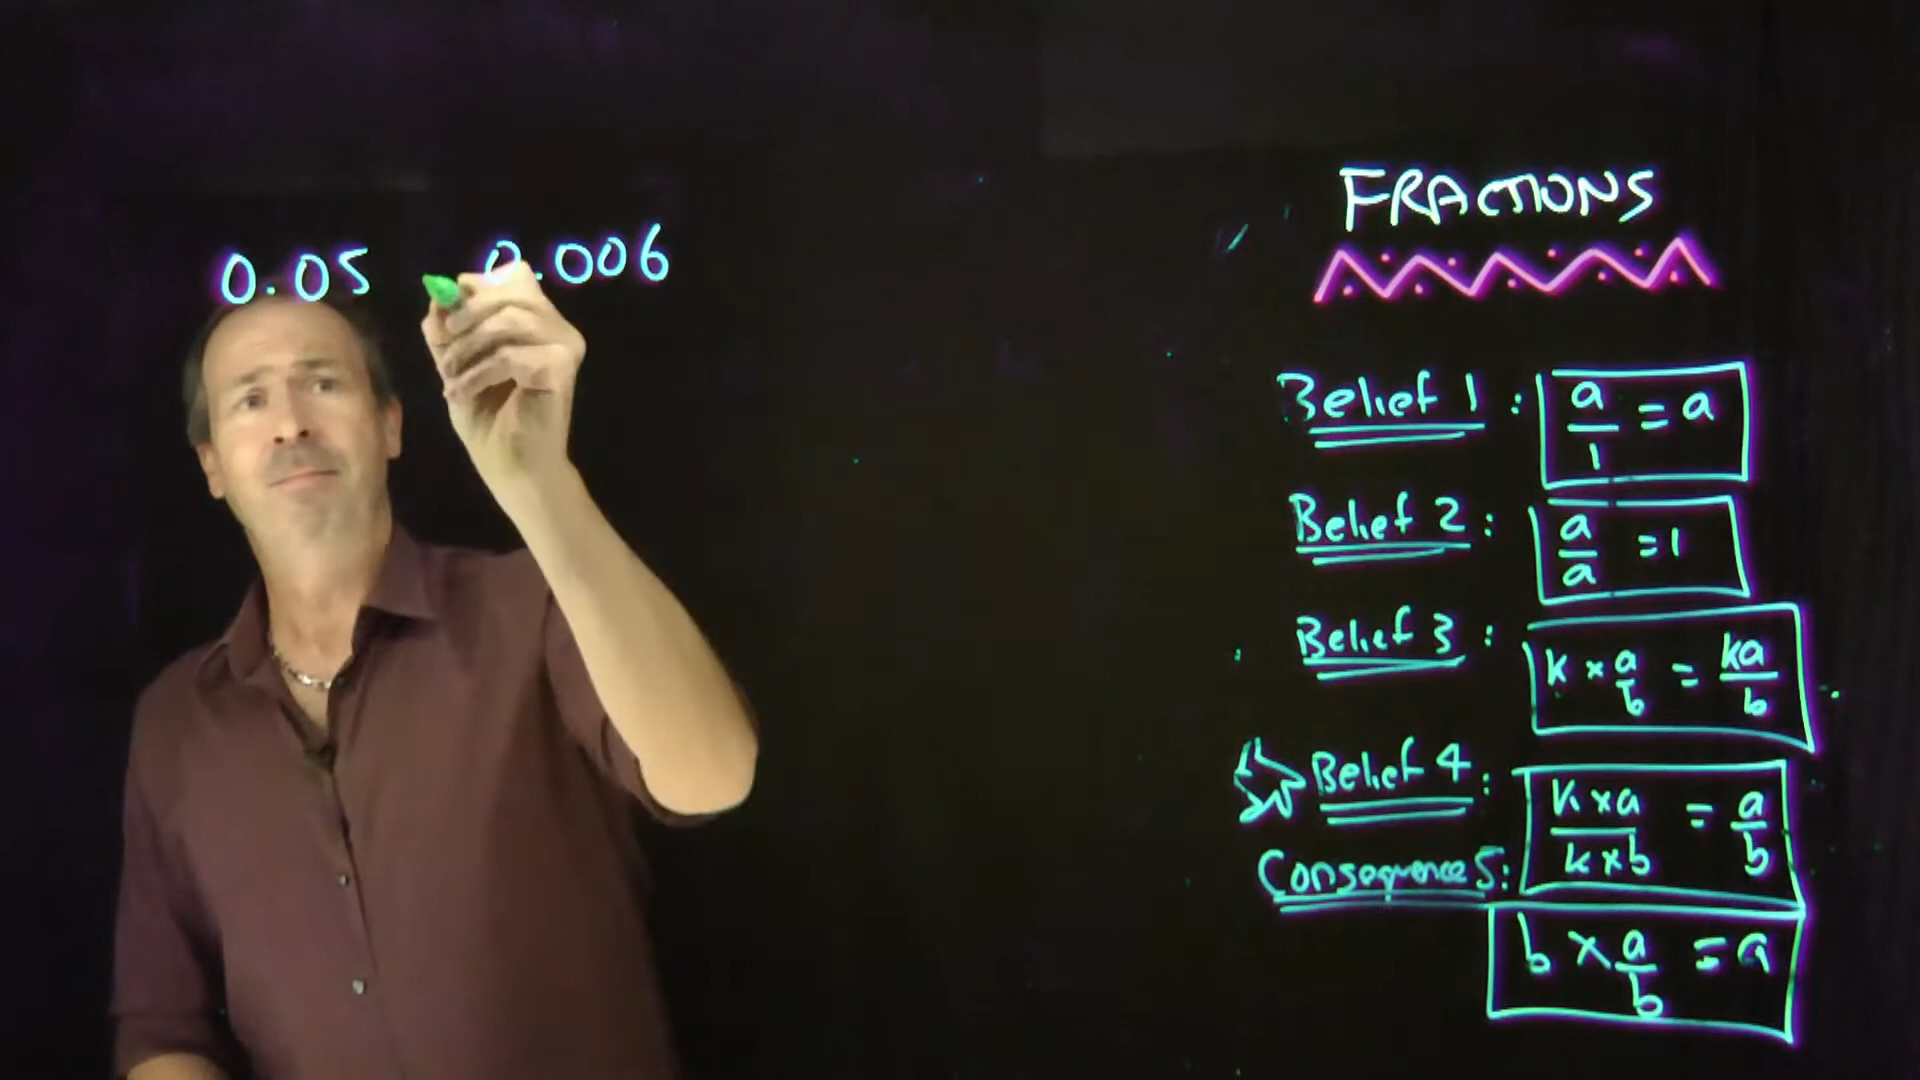 0.05 0.006
FRACTIONS
Belief 1 : a/1 = a
Belief 2 : a/a = 1
Belief 3 : k × a/b = ka/b
Belief 4 : k × a / k × b = a/b
Consequence 5 : b × a/b = a